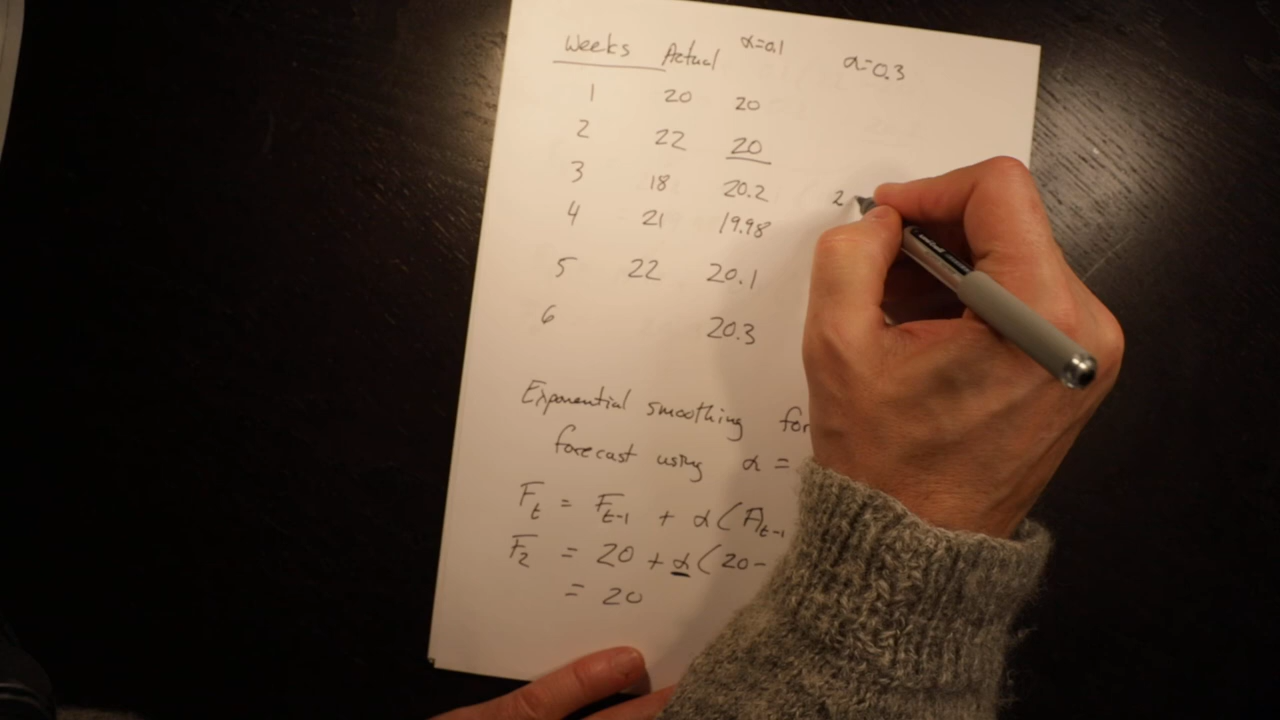 Weeks Actual α=0.1 α=0.3
1 20 20
2 22 20
3 18 20.2 2
4 21 19.98
5 22 20.1
6 20.3
Exponential smoothing for
forecast using α =
Ft = Ft-1 + α(At-1
F2 = 20 + α(20-
= 20